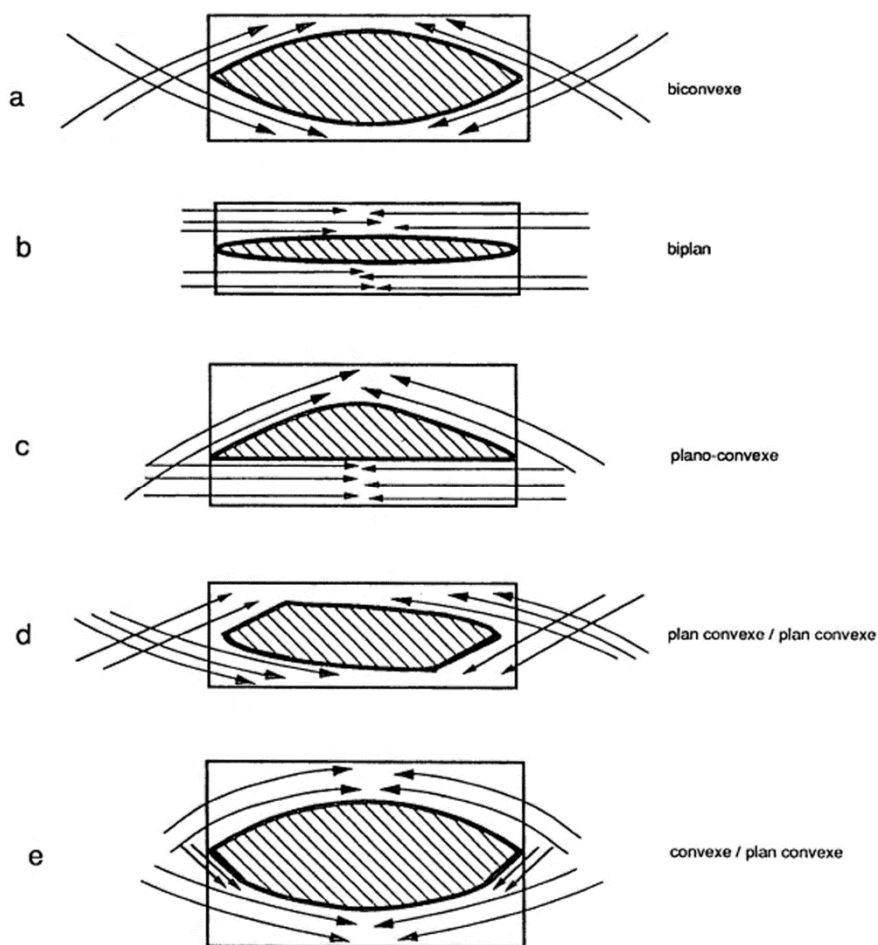 a
biconvexe
b
biplan
c
plano-convexe
d
plan convexe / plan convexe
e
convexe / plan convexe